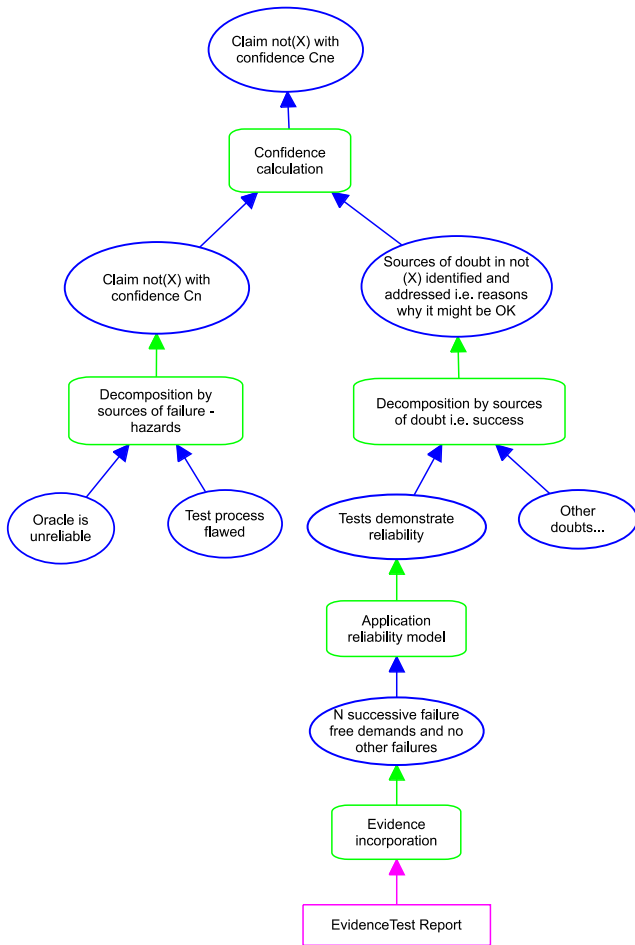 Claim not(X) with
confidence Cne
Confidence
calculation
Claim not(X) with
confidence Cn
Sources of doubt in not
(X) identified and
addressed i.e. reasons
why it might be OK
Decomposition by
sources of failure -
hazards
Decomposition by sources
of doubt i.e. success
Oracle is
unreliable
Test process
flawed
Tests demonstrate
reliability
Other
doubts...
Application
reliability model
N successive failure
free demands and no
other failures
Evidence
incorporation
EvidenceTest Report